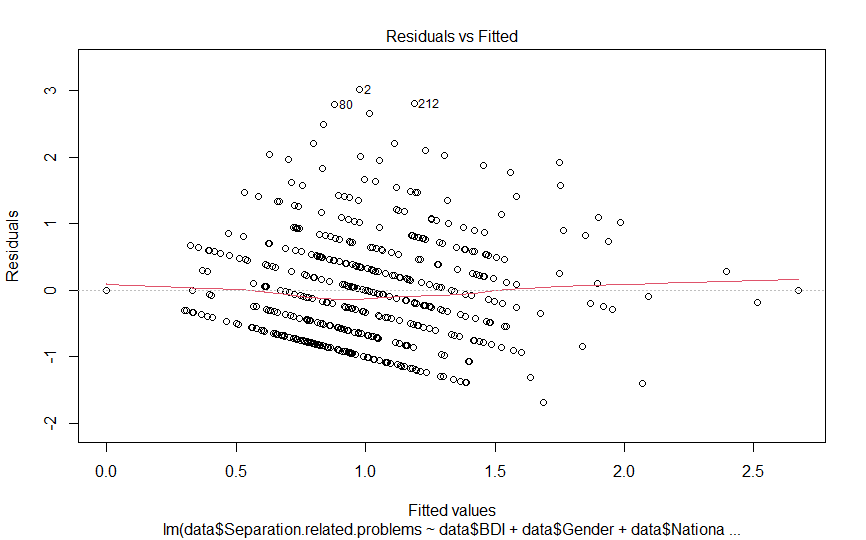 Residuals vs Fitted
Residuals
3
2
1
0
-1
-2
2
80
212
0.0 0.5 1.0 1.5 2.0 2.5
Fitted values
lm(data$Separation.related.problems ~ data$BDI + data$Gender + data$Nationa ...